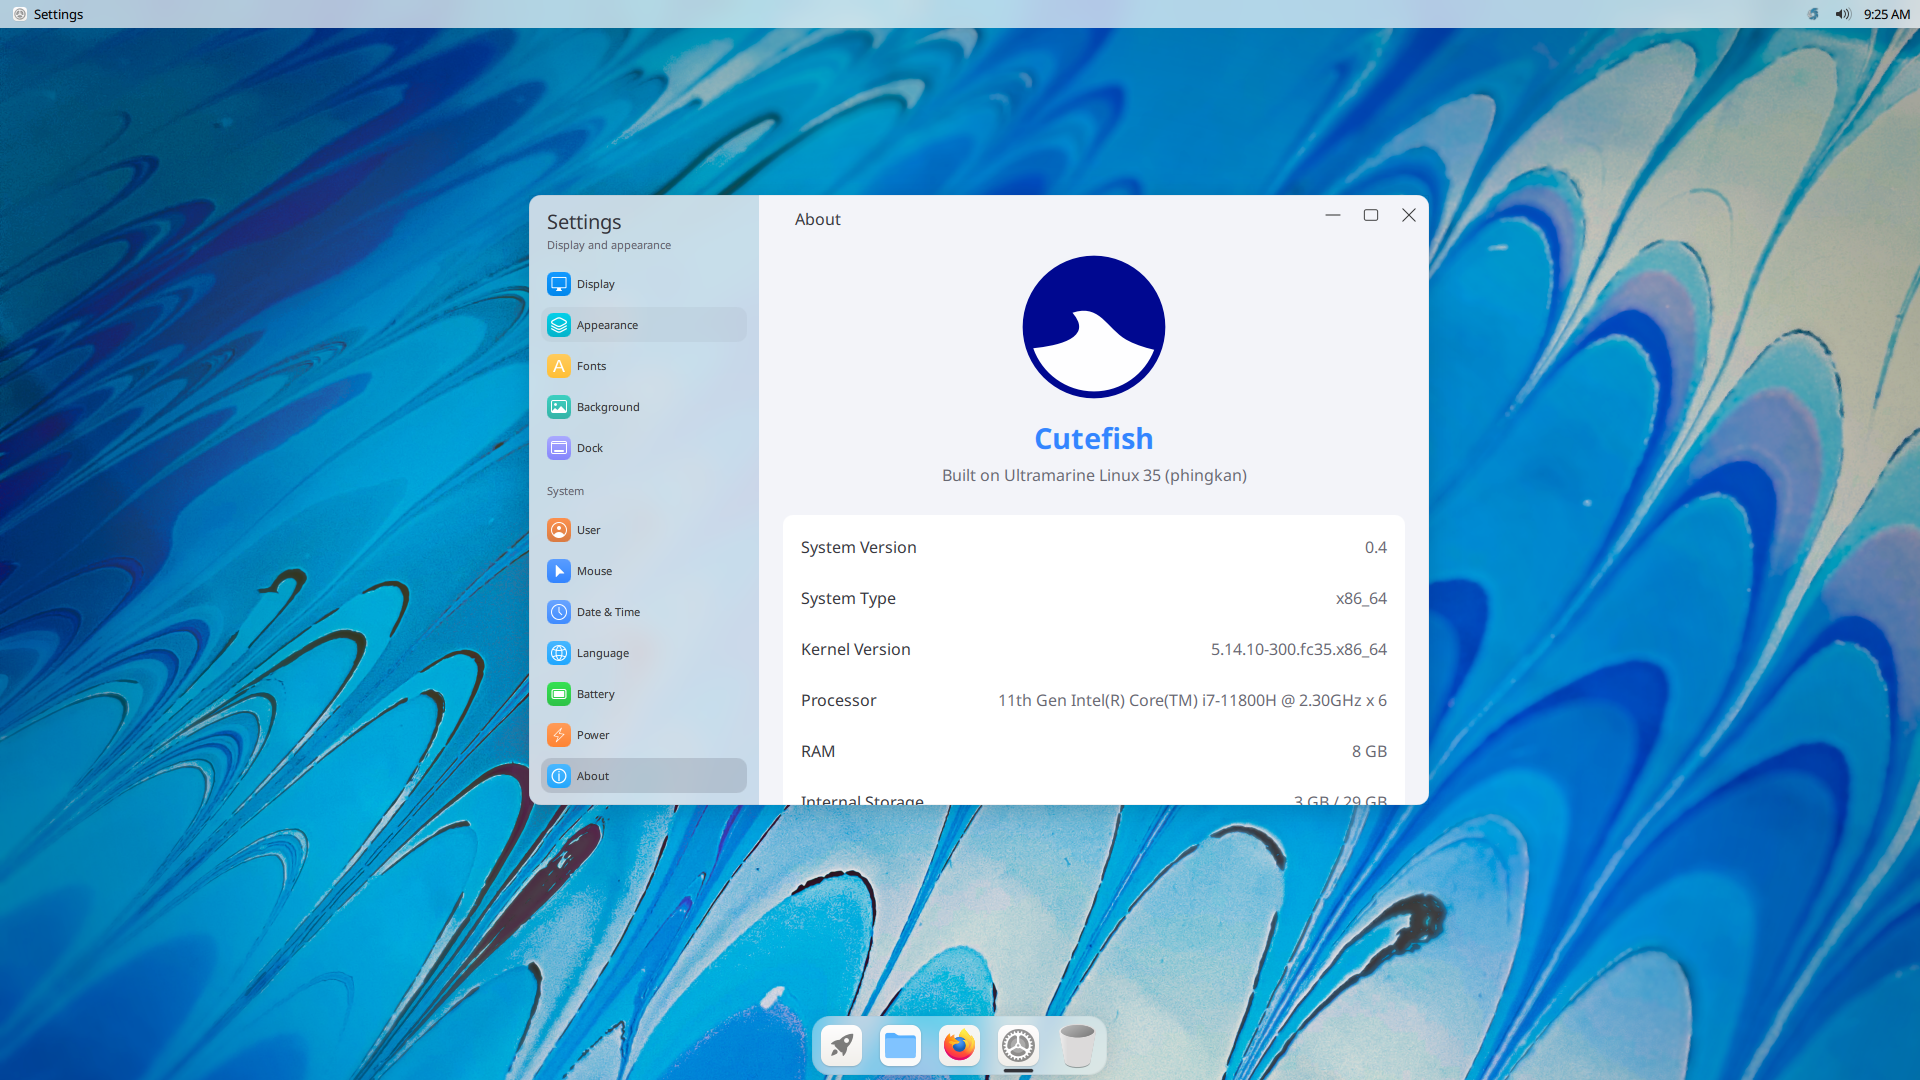 Settings
9:25 AM
Settings
Display and appearance
Display
Appearance
Fonts
Background
Dock
System
User
Mouse
Date & Time
Language
Battery
Power
About
About
Cutefish
Built on Ultramarine Linux 35 (phingkan)
System Version 0.4
System Type x86_64
Kernel Version 5.14.10-300.fc35.x86_64
Processor 11th Gen Intel(R) Core(TM) i7-11800H @ 2.30GHz x 6
RAM 8 GB
Internal Storage 3 GB / 29 GB